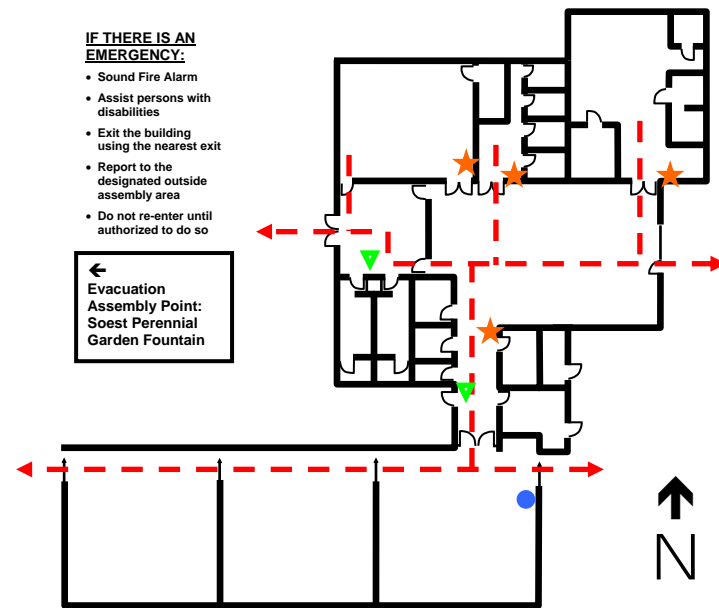 IF THERE IS AN
EMERGENCY:
• Sound Fire Alarm
• Assist persons with
disabilities
• Exit the building
using the nearest exit
• Report to the
designated outside
assembly area
• Do not re-enter until
authorized to do so
←
Evacuation
Assembly Point:
Soest Perennial
Garden Fountain
N